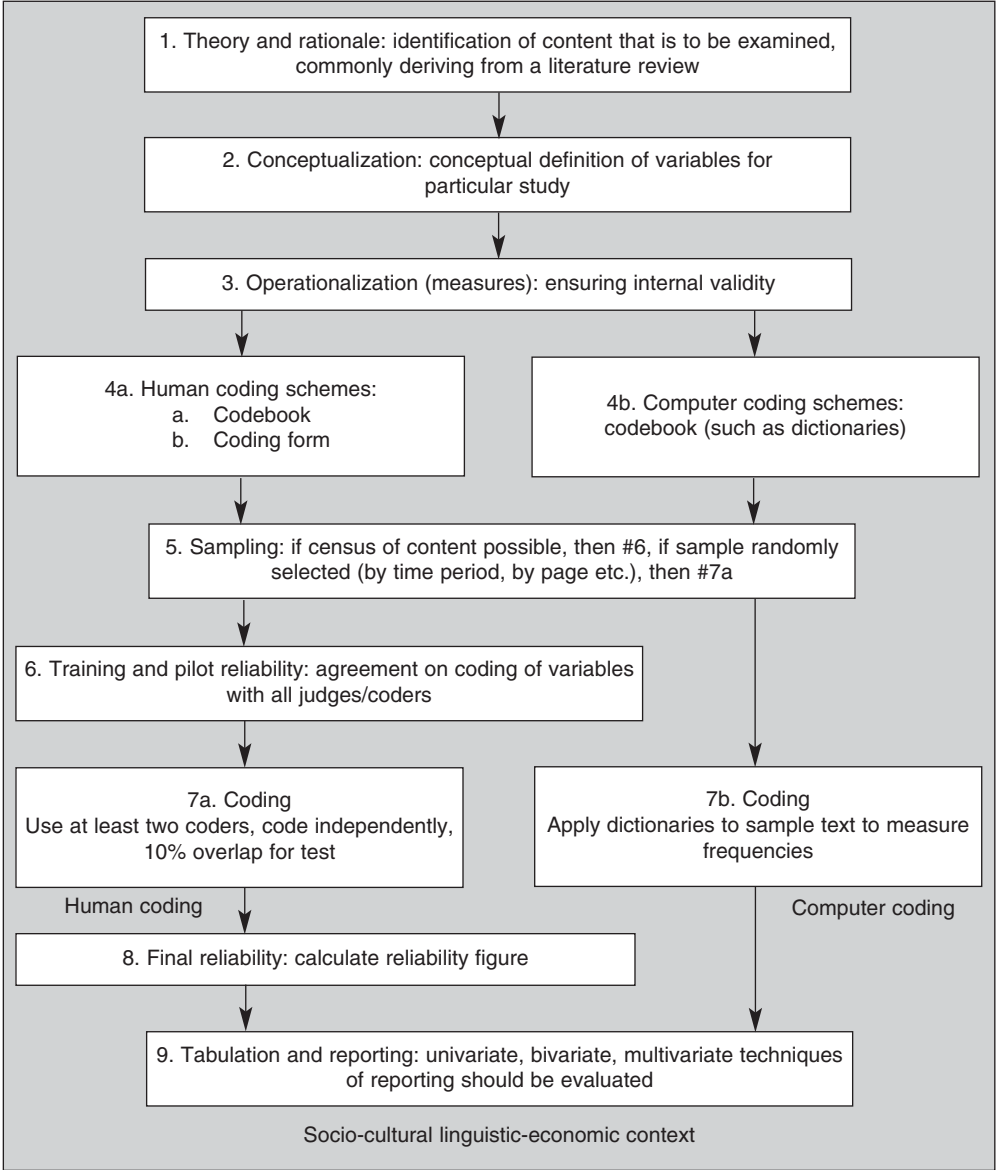 1. Theory and rationale: identification of content that is to be examined,
commonly deriving from a literature review
2. Conceptualization: conceptual definition of variables for
particular study
3. Operationalization (measures): ensuring internal validity
4a. Human coding schemes:
a. Codebook
b. Coding form
4b. Computer coding schemes:
codebook (such as dictionaries)
5. Sampling: if census of content possible, then #6, if sample randomly
selected (by time period, by page etc.), then #7a
6. Training and pilot reliability: agreement on coding of variables
with all judges/coders
7a. Coding
Use at least two coders, code independently,
10% overlap for test
7b. Coding
Apply dictionaries to sample text to measure
frequencies
Human coding
Computer coding
8. Final reliability: calculate reliability figure
9. Tabulation and reporting: univariate, bivariate, multivariate techniques
of reporting should be evaluated
Socio-cultural linguistic-economic context